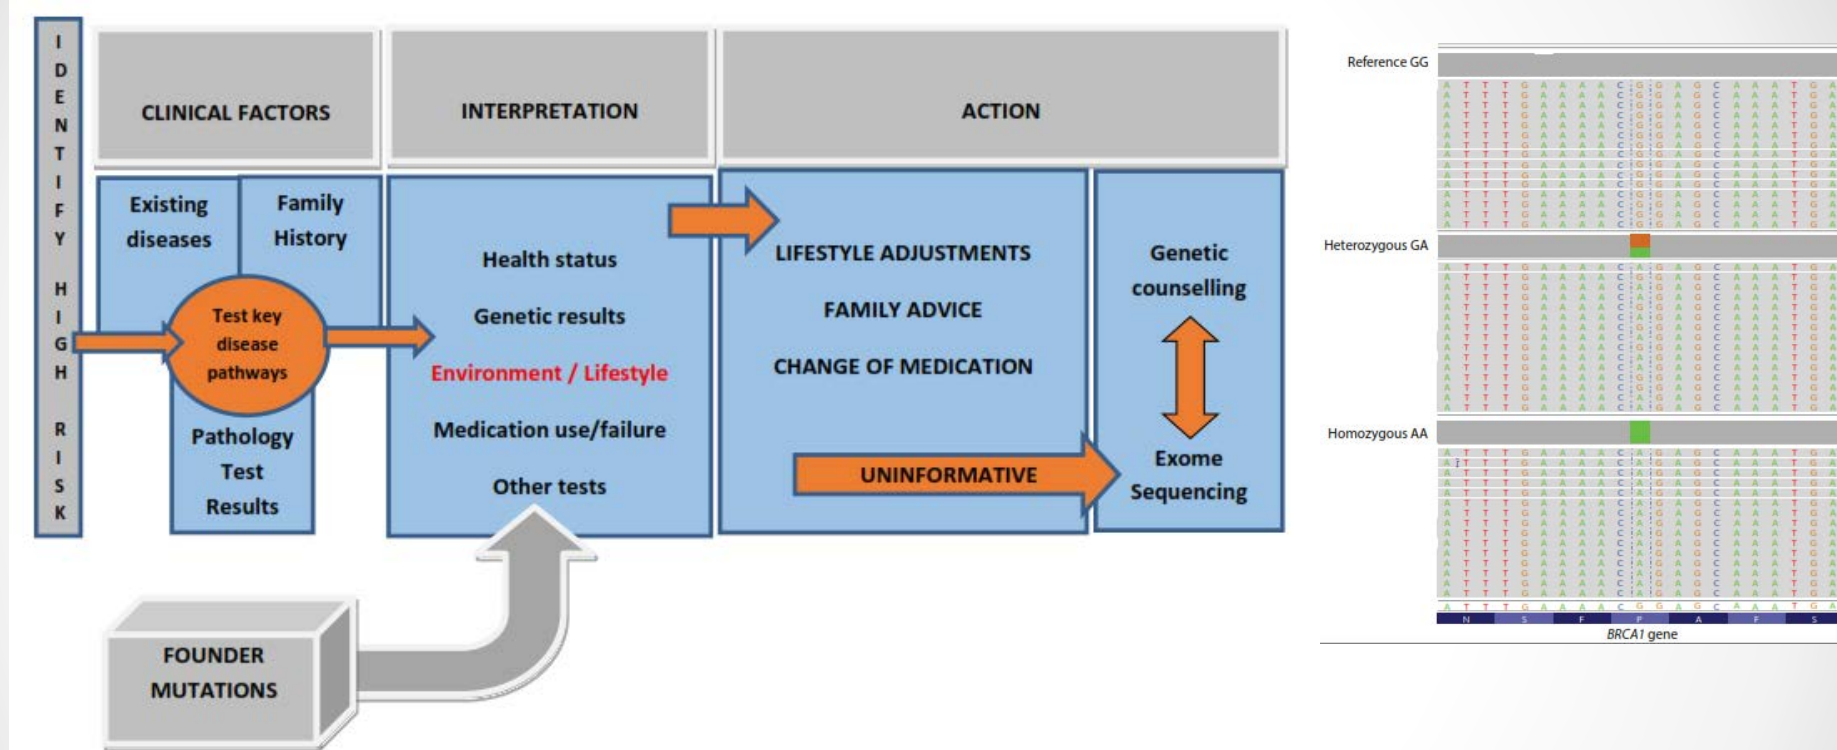 IDENTIFY HIGH RISK
CLINICAL FACTORS
INTERPRETATION
ACTION
Existing
diseases
Family
History
Test key
disease
pathways
Pathology
Test
Results
Health status
Genetic results
Environment / Lifestyle
Medication use/failure
Other tests
LIFESTYLE ADJUSTMENTS
FAMILY ADVICE
CHANGE OF MEDICATION
UNINFORMATIVE
Genetic
counselling
Exome
Sequencing
FOUNDER
MUTATIONS
Reference GG
Heterozygous GA
Homozygous AA
A T T T G A A A A C G G A G C A A A T G A
N S F P A F S
BRCA1 gene